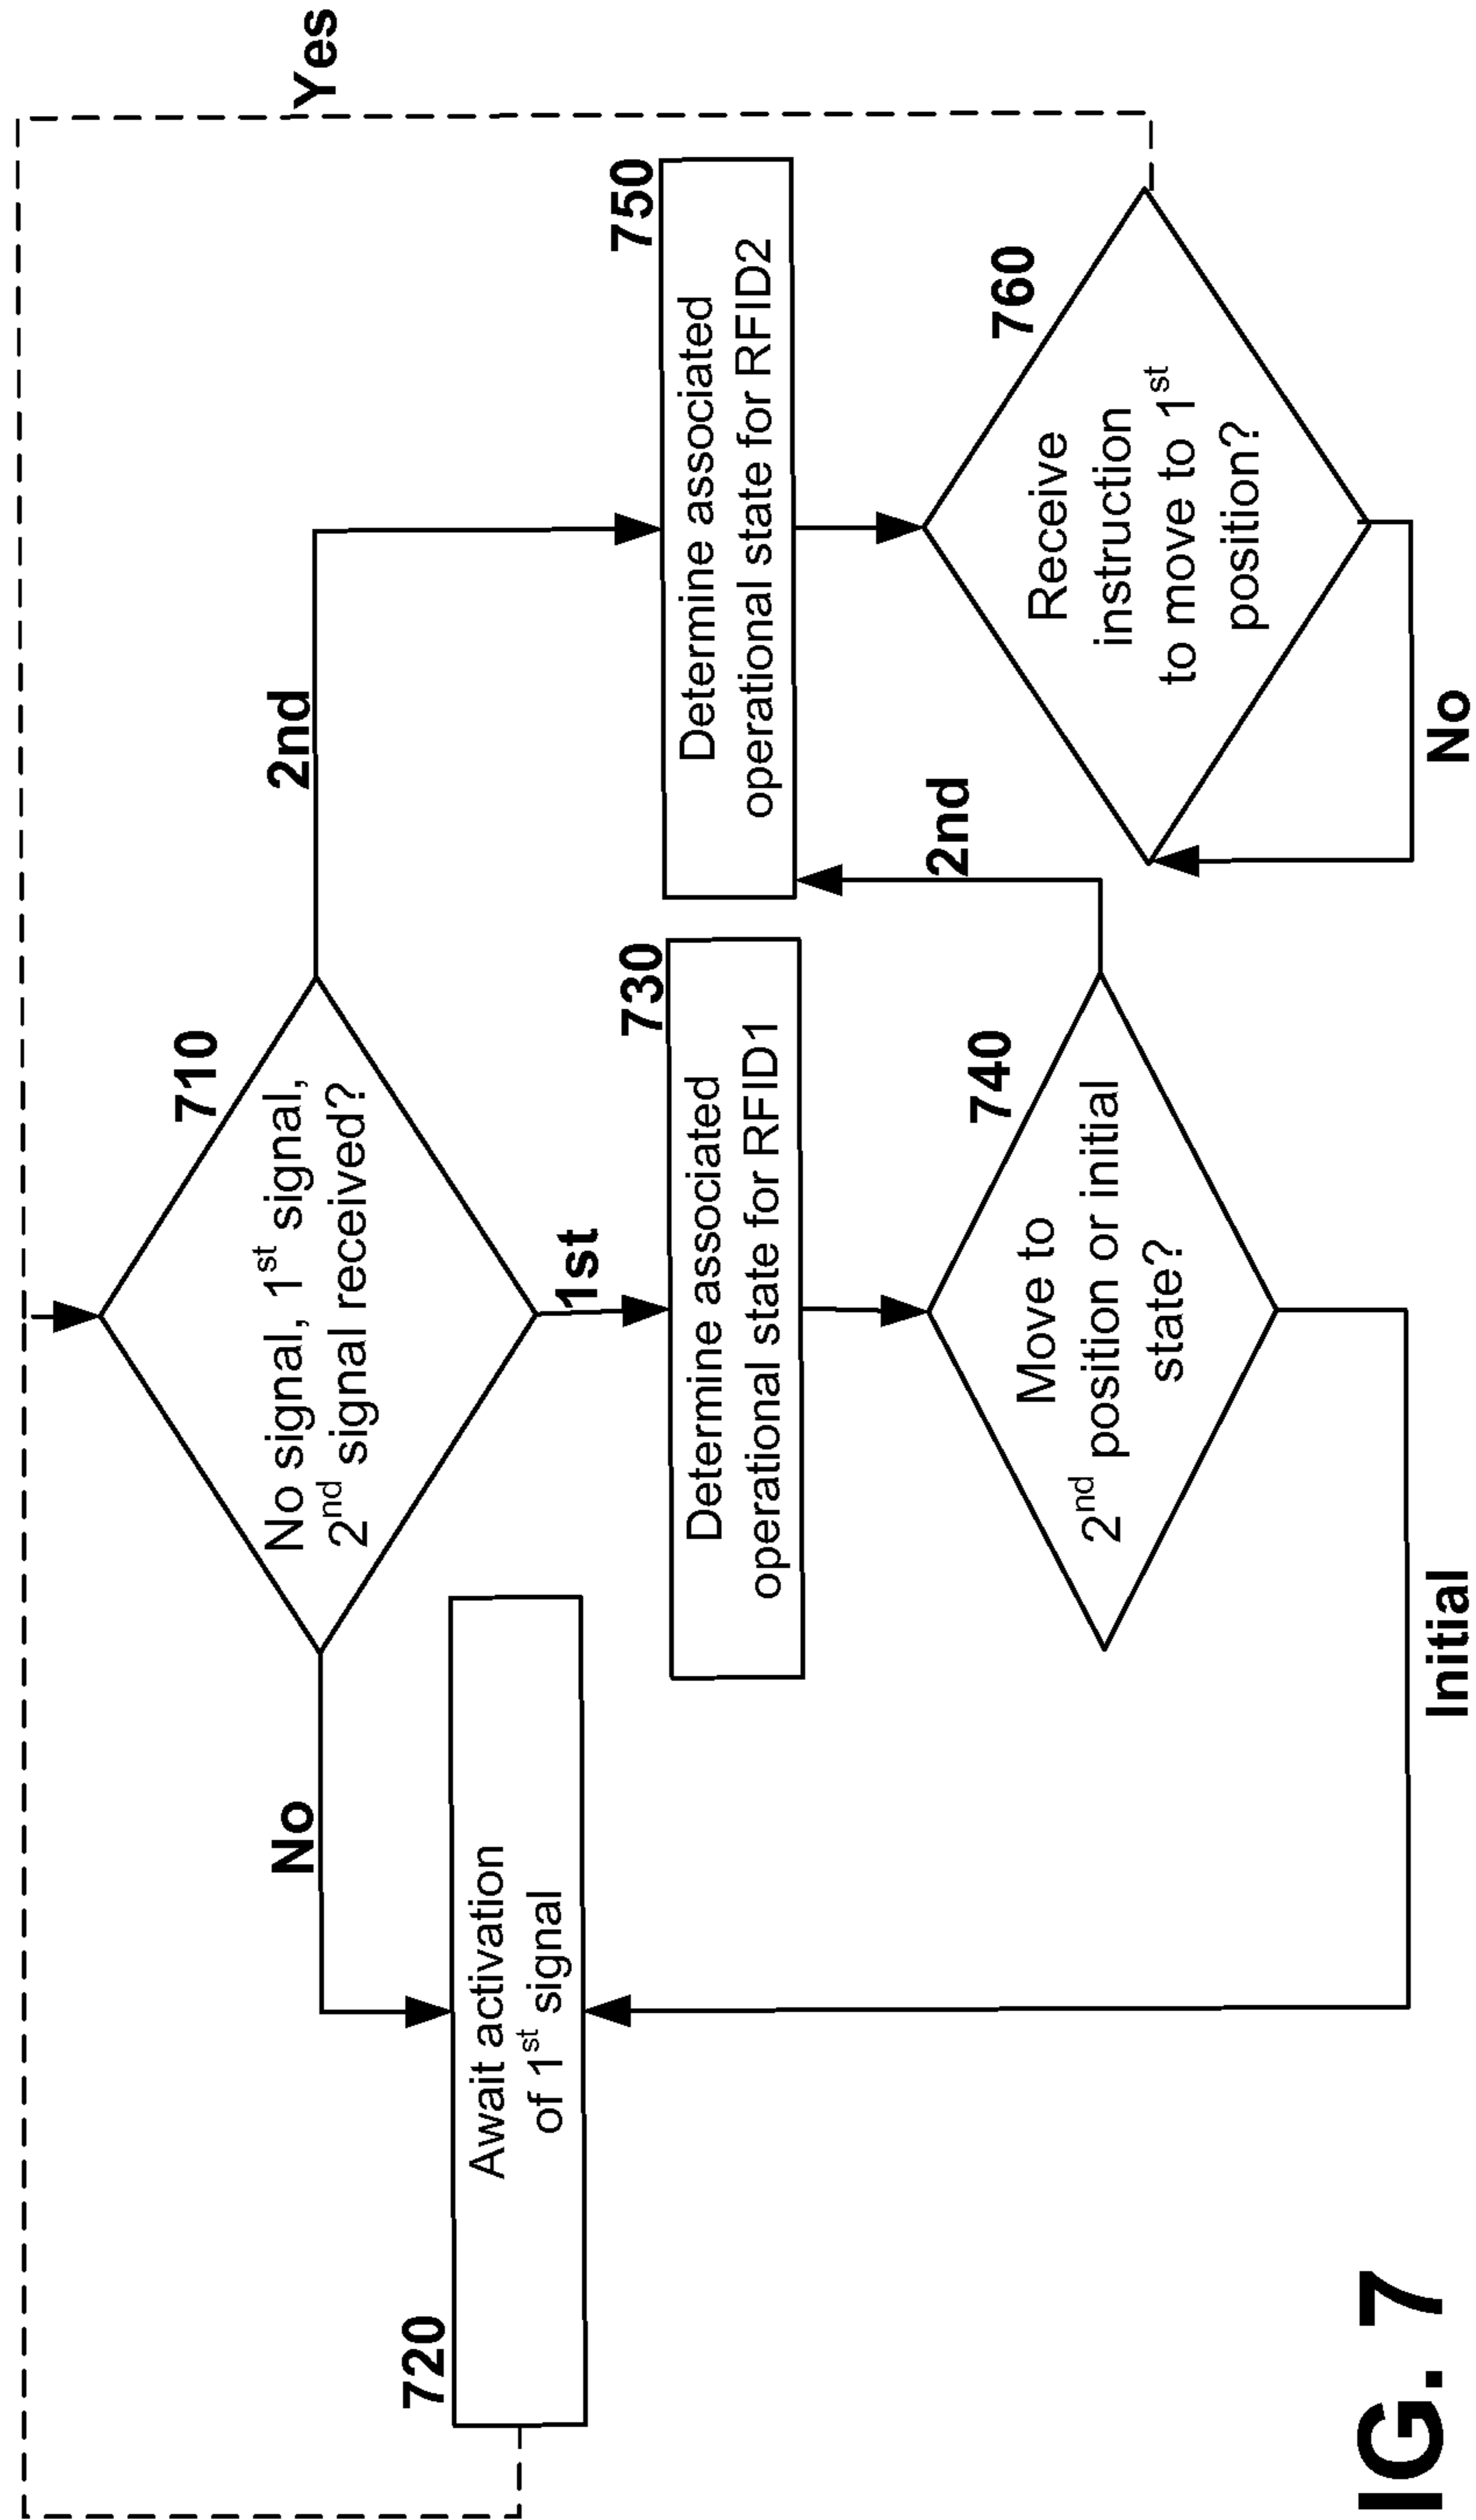 Yes
710
No signal, 1st signal,
2nd signal received?
No
2nd
720
Await activation
of 1st signal
1st
730
Determine associated
operational state for RFID1
750
Determine associated
operational state for RFID2
740
Move to
2nd position or initial
state?
2nd
760
Receive
instruction
to move to 1st
position?
Initial
No
IG. 7